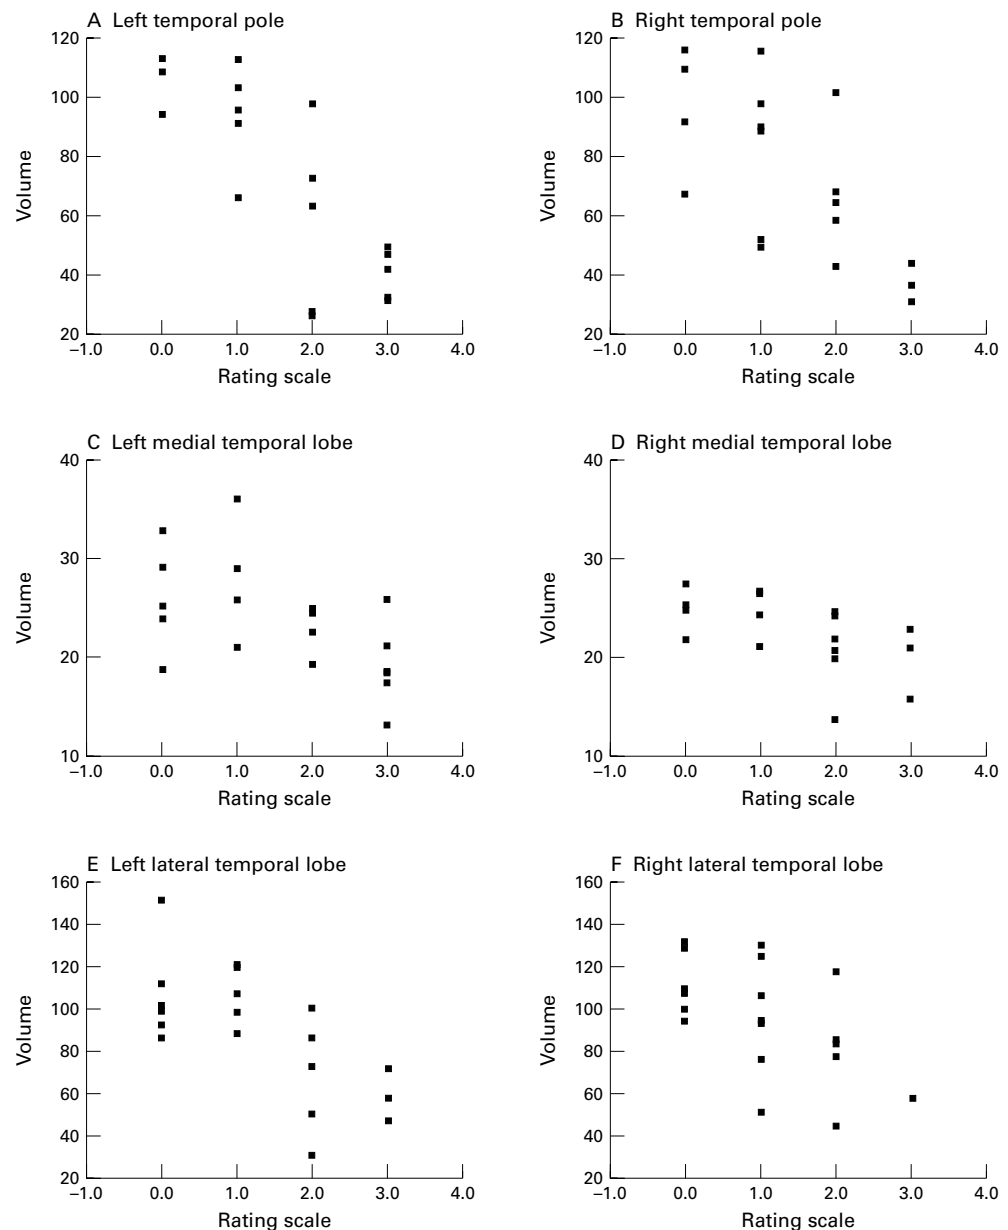 A Left temporal pole
120
100
80
60
40
20
Volume
–1.0 0.0 1.0 2.0 3.0 4.0
Rating scale
B Right temporal pole
120
100
80
60
40
20
Volume
–1.0 0.0 1.0 2.0 3.0 4.0
Rating scale
C Left medial temporal lobe
40
30
20
10
Volume
–1.0 0.0 1.0 2.0 3.0 4.0
Rating scale
D Right medial temporal lobe
40
30
20
10
Volume
–1.0 0.0 1.0 2.0 3.0 4.0
Rating scale
E Left lateral temporal lobe
160
140
120
100
80
60
40
20
Volume
–1.0 0.0 1.0 2.0 3.0 4.0
Rating scale
F Right lateral temporal lobe
160
140
120
100
80
60
40
20
Volume
–1.0 0.0 1.0 2.0 3.0 4.0
Rating scale